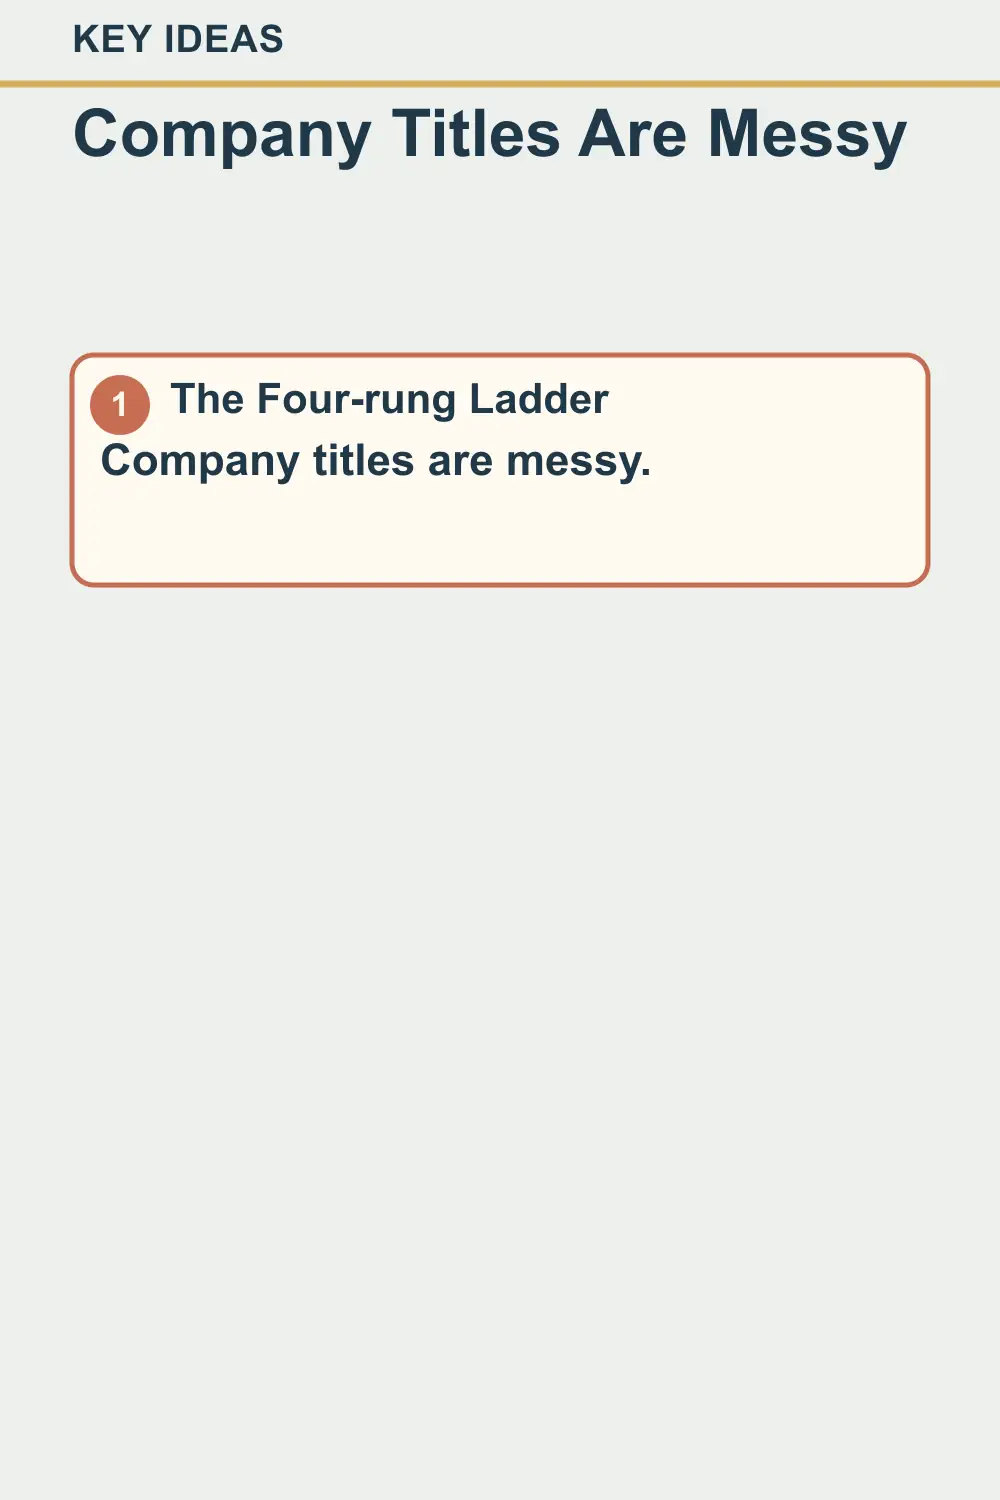 KEY IDEAS
Company Titles Are Messy
1 The Four-rung Ladder
Company titles are messy.